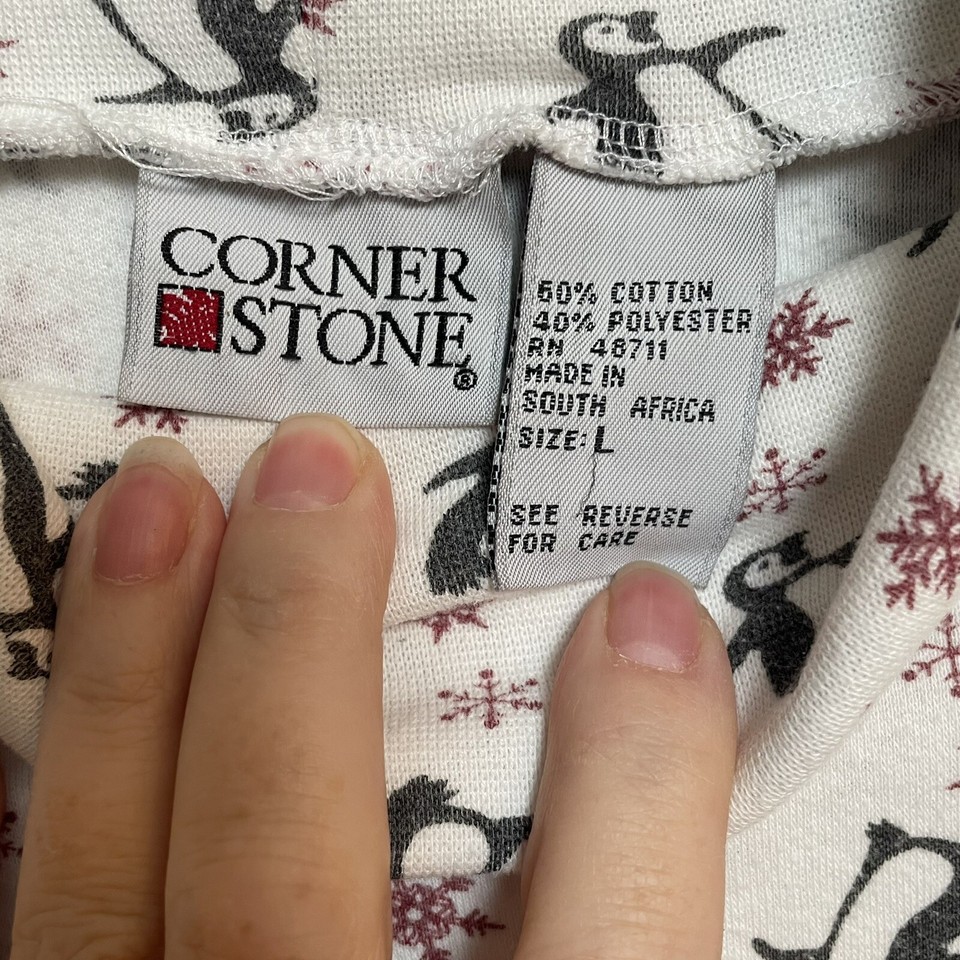 CORNER
STONE®
60% COTTON
40% POLYESTER
RN 48711
MADE IN
SOUTH AFRICA
SIZE: L
SEE REVERSE
FOR CARE